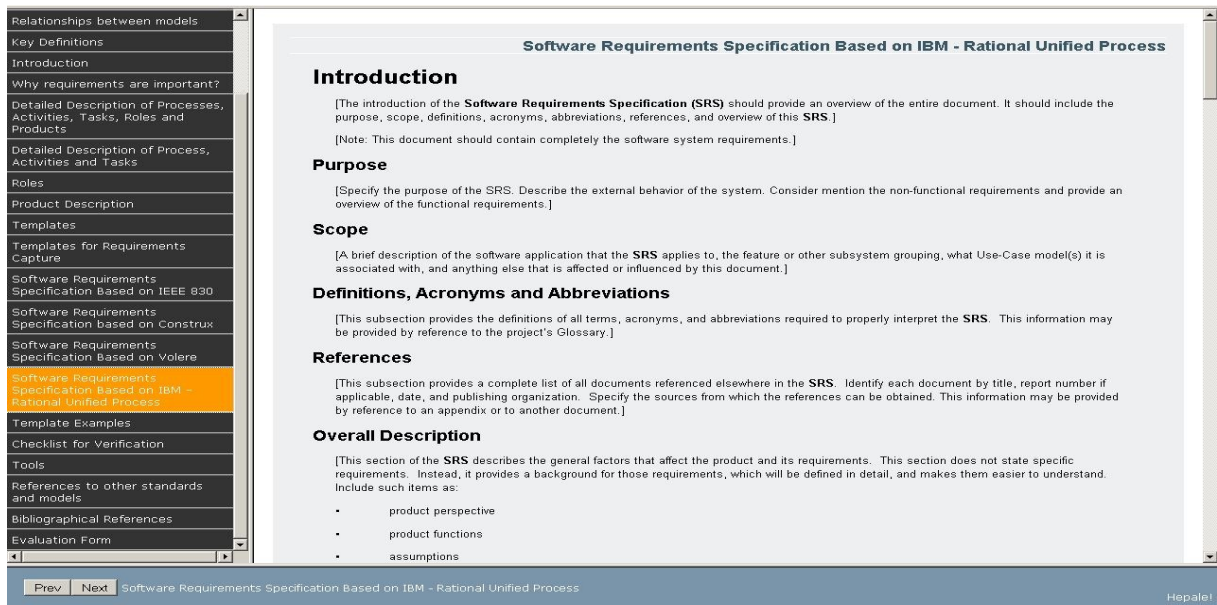 Relationships between models
Key Definitions
Introduction
Why requirements are important?
Detailed Description of Processes,
Activities, Tasks, Roles and
Products
Detailed Description of Process,
Activities and Tasks
Roles
Product Description
Templates
Templates for Requirements
Capture
Software Requirements
Specification Based on IEEE 830
Software Requirements
Specification based on Construx
Software Requirements
Specification Based on Volere
Software Requirements
Specification Based on IBM –
Rational Unified Process
Template Examples
Checklist for Verification
Tools
References to other standards
and models
Bibliographical References
Evaluation Form
Software Requirements Specification Based on IBM - Rational Unified Process
Introduction
[The introduction of the Software Requirements Specification (SRS) should provide an overview of the entire document. It should include the
purpose, scope, definitions, acronyms, abbreviations, references, and overview of this SRS.]
[Note: This document should contain completely the software system requirements.]
Purpose
[Specify the purpose of the SRS. Describe the external behavior of the system. Consider mention the non-functional requirements and provide an
overview of the functional requirements.]
Scope
[A brief description of the software application that the SRS applies to, the feature or other subsystem grouping, what Use-Case model(s) it is
associated with, and anything else that is affected or influenced by this document.]
Definitions, Acronyms and Abbreviations
[This subsection provides the definitions of all terms, acronyms, and abbreviations required to properly interpret the SRS. This information may
be provided by reference to the project's Glossary.]
References
[This subsection provides a complete list of all documents referenced elsewhere in the SRS. Identify each document by title, report number if
applicable, date, and publishing organization. Specify the sources from which the references can be obtained. This information may be provided
by reference to an appendix or to another document.]
Overall Description
[This section of the SRS describes the general factors that affect the product and its requirements. This section does not state specific
requirements. Instead, it provides a background for those requirements, which will be defined in detail, and makes them easier to understand.
Include such items as:
▪ product perspective
▪ product functions
▪ assumptions
Prev Next Software Requirements Specification Based on IBM - Rational Unified Process
Hepale!